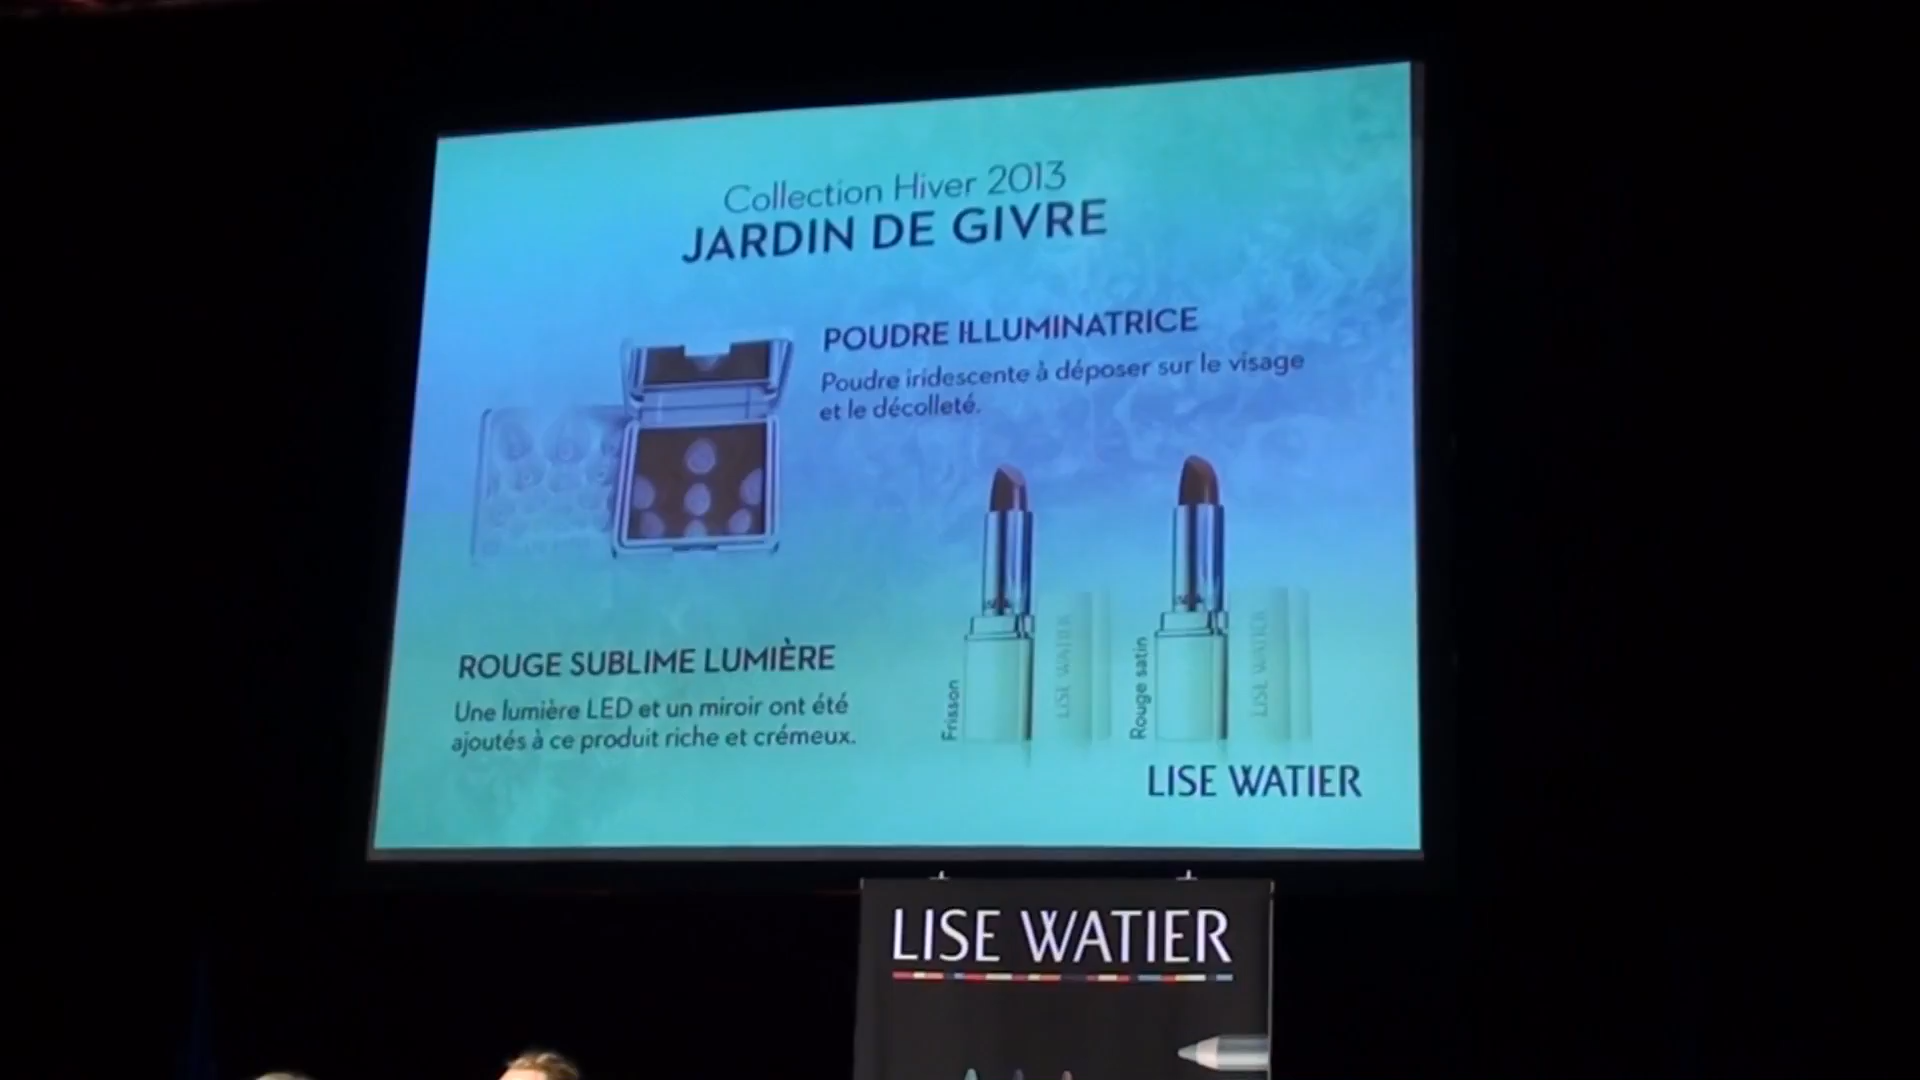 Collection Hiver 2013
JARDIN DE GIVRE
POUDRE ILLUMINATRICE
Poudre iridescente à déposer sur le visage
et le décolleté.
ROUGE SUBLIME LUMIÈRE
Une lumière LED et un miroir ont été
ajoutés à ce produit riche et crémeux.
Frisson
LISE WATIER
Rouge satin
LISE WATIER
LISE WATIER
LISE WATIER